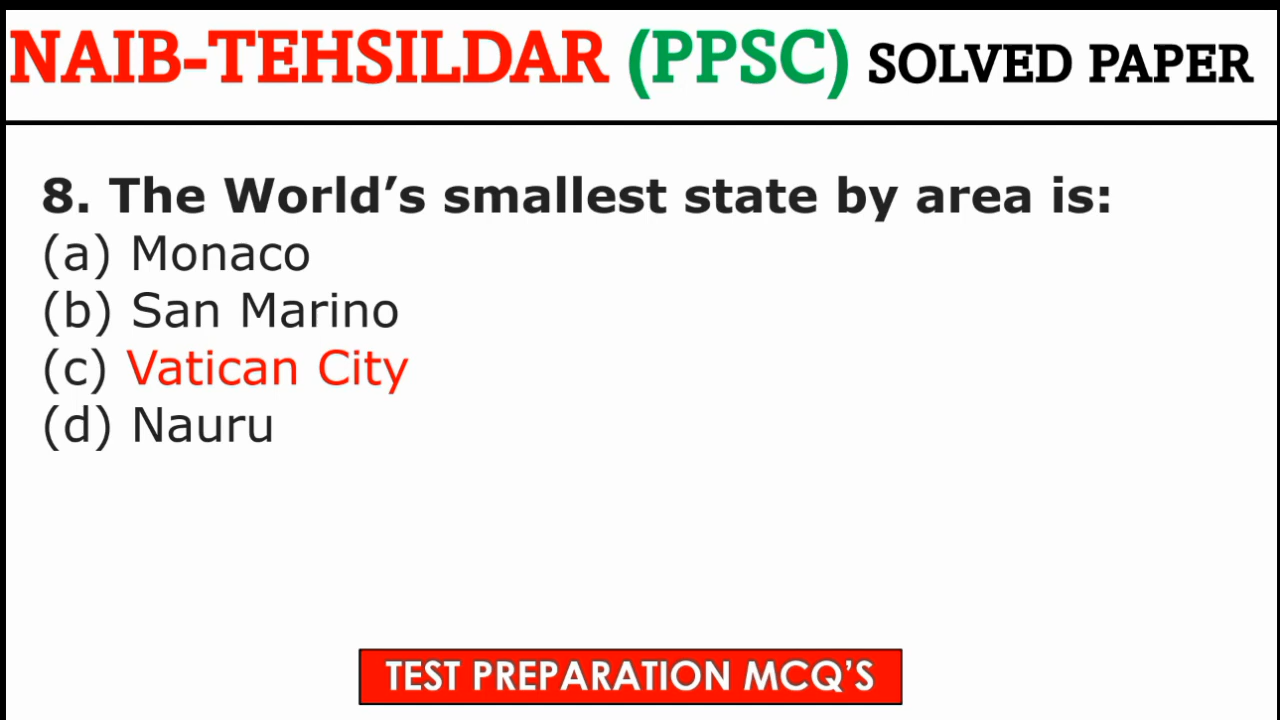 NAIB-TEHSILDAR (PPSC) SOLVED PAPER
8. The World’s smallest state by area is:
(a) Monaco
(b) San Marino
(c) Vatican City
(d) Nauru
TEST PREPARATION MCQ’S